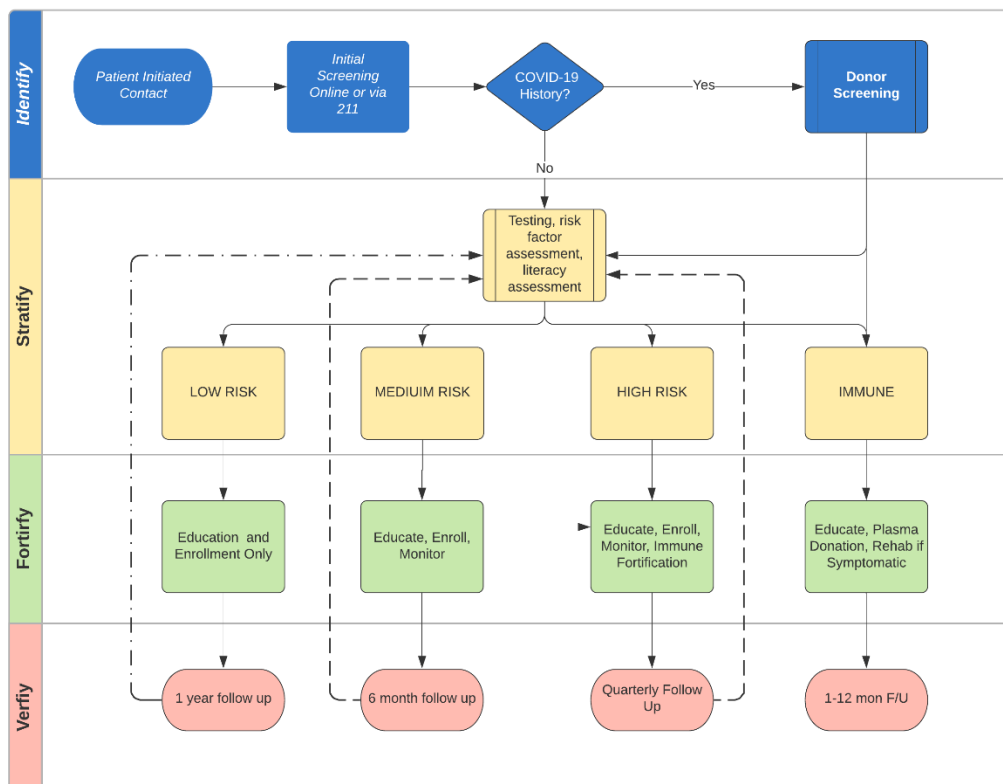 Identify
Patient Initiated
Contact
Initial
Screening
Online or via
211
COVID-19
History?
Yes
Donor
Screening
No
Stratify
Testing, risk
factor
assessment,
literacy
assessment
LOW RISK
MEDIUIM RISK
HIGH RISK
IMMUNE
Fortirfy
Education and
Enrollment Only
Educate, Enroll,
Monitor
Educate, Enroll,
Monitor, Immune
Fortification
Educate, Plasma
Donation, Rehab if
Symptomatic
Verfiy
1 year follow up
6 month follow up
Quarterly Follow
Up
1-12 mon F/U